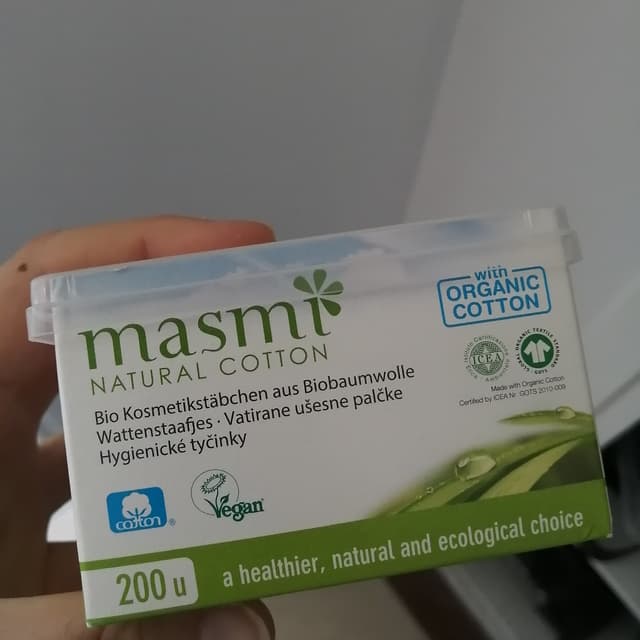 masmi
NATURAL COTTON
with
ORGANIC
COTTON
ICEA
GOTS
Made with Organic Cotton
Certified by ICEA Nr. GOTS 2010-009
Bio Kosmetikstäbchen aus Biobaumwolle
Wattenstaafjes · Vatirane ušesne palčke
Hygienické tyčinky
cotton ®
Vegan
200 u
a healthier, natural and ecological choice